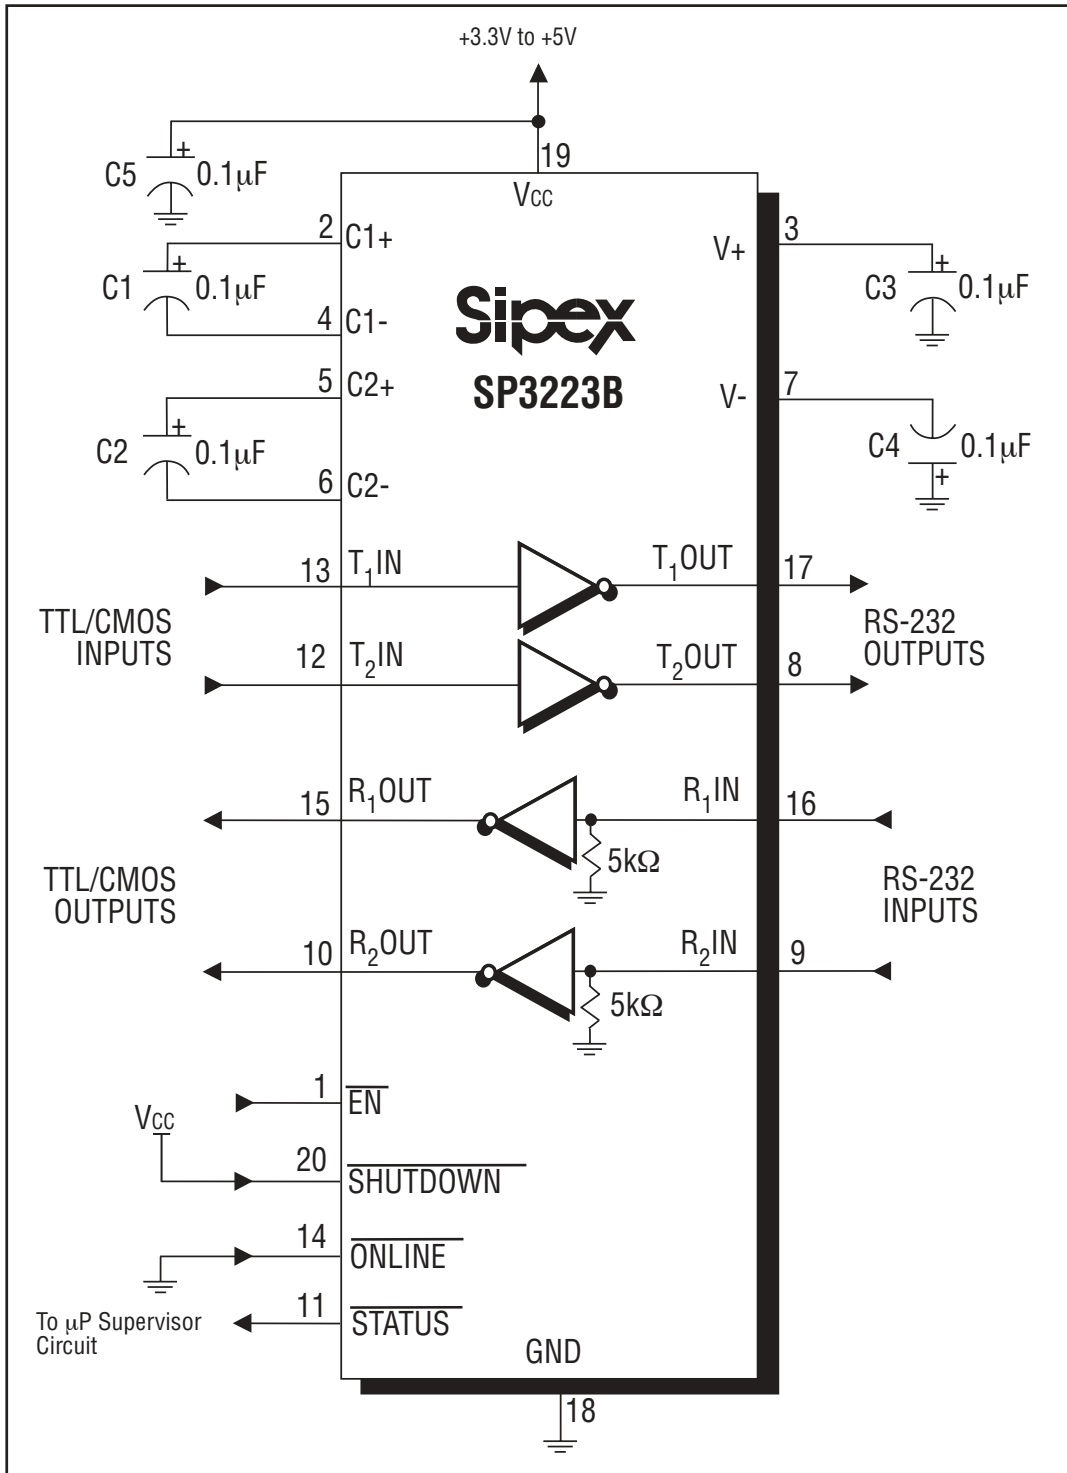 +3.3V to +5V
19
VCC
C5
+
0.1μF
2
C1+
C1
+
0.1μF
4
C1-
5
C2+
C2
+
0.1μF
6
C2-
V+
3
C3
+
0.1μF
V-
7
C4
0.1μF
+
Sipex
SP3223B
TTL/CMOS
INPUTS
13
T1IN
T1OUT
17
12
T2IN
T2OUT
8
RS-232
OUTPUTS
TTL/CMOS
OUTPUTS
15
R1OUT
R1IN
16
5kΩ
10
R2OUT
R2IN
9
5kΩ
RS-232
INPUTS
1
EN
VCC
20
SHUTDOWN
14
ONLINE
To μP Supervisor
Circuit
11
STATUS
GND
18